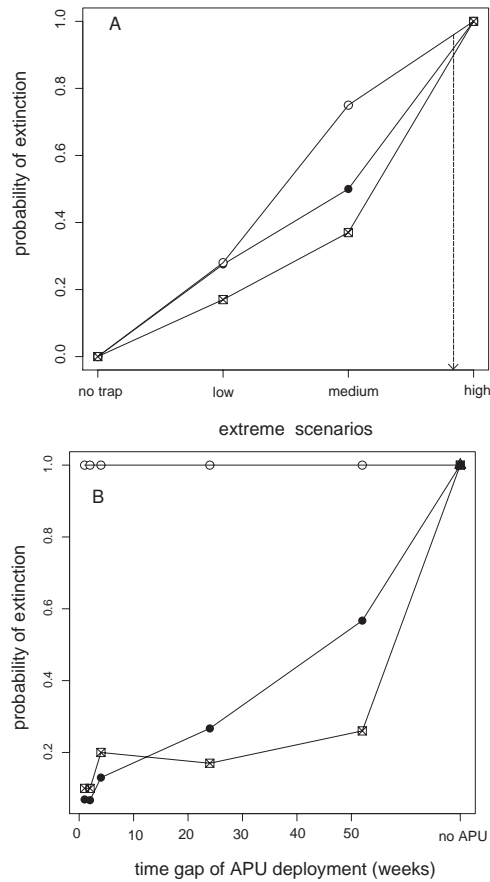 A
probability of extinction
1.0
0.8
0.6
0.4
0.2
0.0
no trap low medium high
extreme scenarios
B
probability of extinction
1.0
0.8
0.6
0.4
0.2
0 10 20 30 40 50 no APU
time gap of APU deployment (weeks)